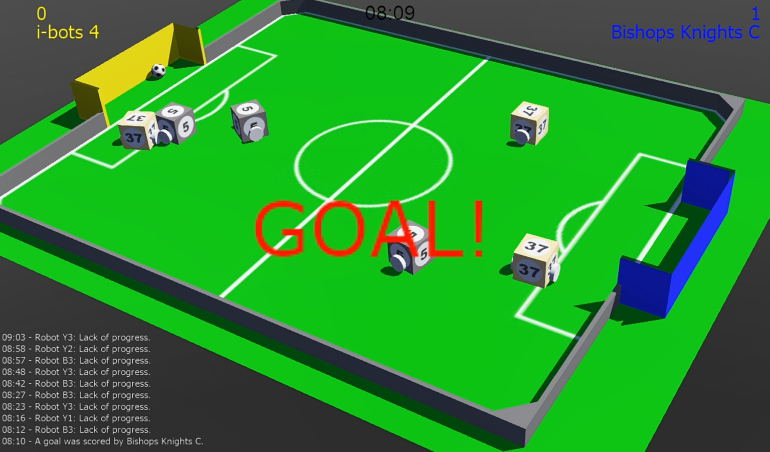 0
i-bots 4
08:09
1
Bishops Knights C
37
37
5
5
5
37
GOAL!
5
37
37
09:03 - Robot Y3: Lack of progress.
08:58 - Robot Y2: Lack of progress.
08:57 - Robot B3: Lack of progress.
08:48 - Robot Y3: Lack of progress.
08:42 - Robot B3: Lack of progress.
08:27 - Robot B3: Lack of progress.
08:23 - Robot Y3: Lack of progress.
08:16 - Robot Y1: Lack of progress.
08:12 - Robot B3: Lack of progress.
08:10 - A goal was scored by Bishops Knights C.